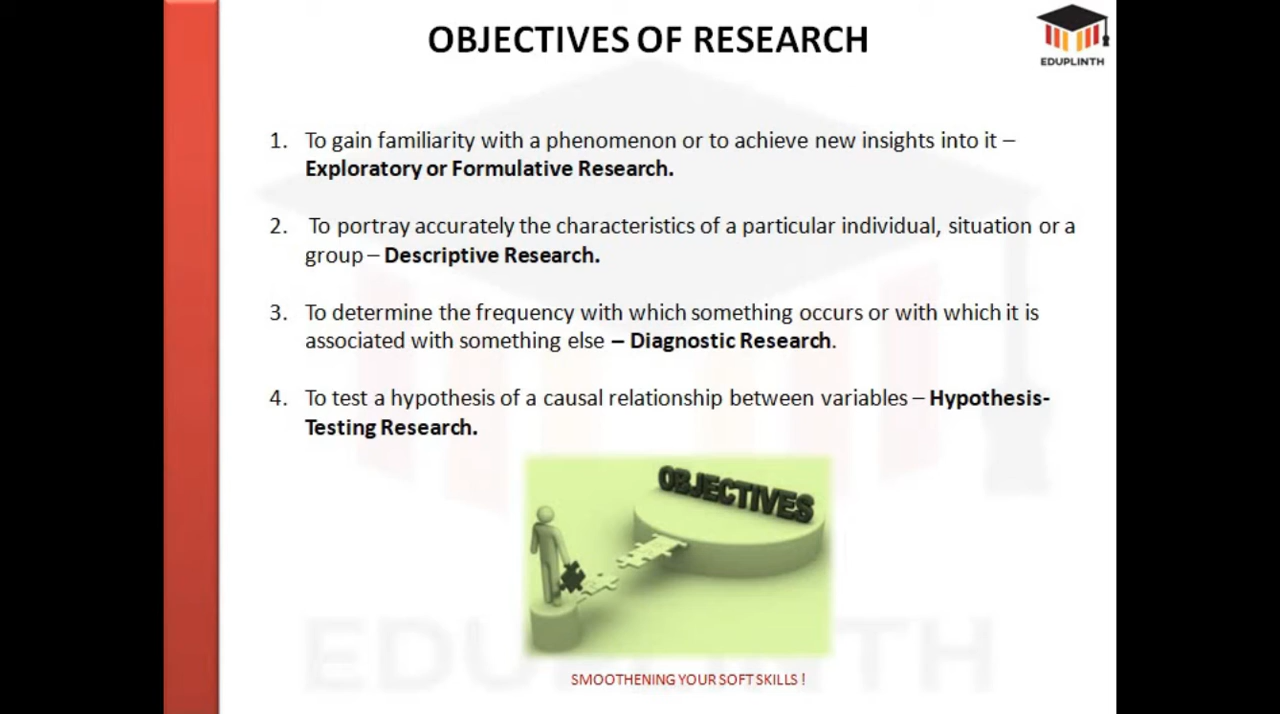 OBJECTIVES OF RESEARCH
EDUPLINTH
1. To gain familiarity with a phenomenon or to achieve new insights into it –
Exploratory or Formulative Research.
2. To portray accurately the characteristics of a particular individual, situation or a
group – Descriptive Research.
3. To determine the frequency with which something occurs or with which it is
associated with something else – Diagnostic Research.
4. To test a hypothesis of a causal relationship between variables – Hypothesis-
Testing Research.
OBJECTIVES
EDUPLINTH
SMOOTHENING YOUR SOFT SKILLS !